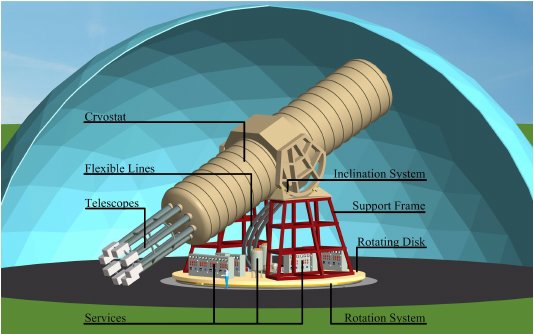 Cryostat
Flexible Lines
Telescopes
Services
Inclination System
Support Frame
Rotating Disk
Rotation System